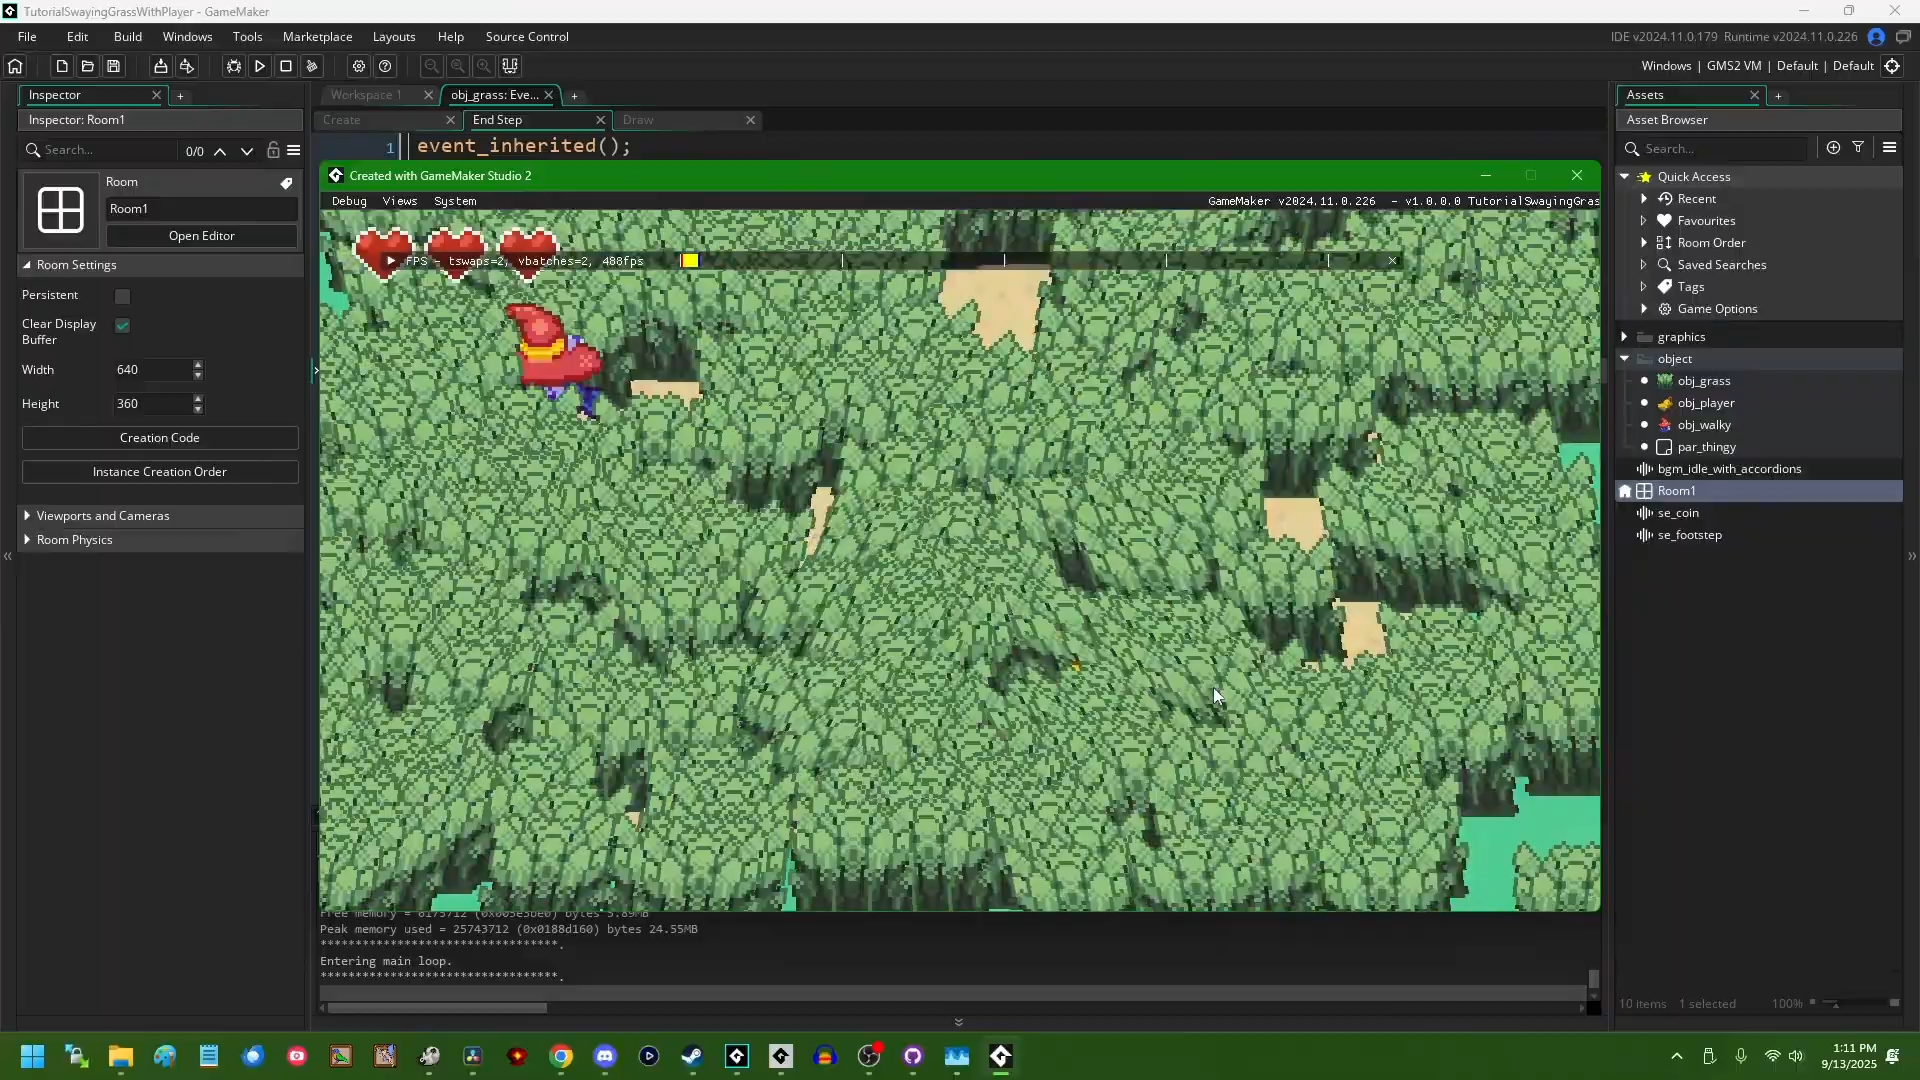 TutorialSwayingGrassWithPlayer - GameMaker
File Edit Build Windows Tools Marketplace Layouts Help Source Control
IDE v2024.11.0.179 Runtime v2024.11.0.226
Windows | GMS2 VM | Default | Default
Inspector
Inspector: Room1
Search...
0/0
Room
Room1
Open Editor
Room Settings
Persistent
Clear Display
Buffer
Width 640
Height 360
Creation Code
Instance Creation Order
Viewports and Cameras
Room Physics
Workspace 1
obj_grass: Eve...
Create
End Step
Draw
1 event_inherited();
Created with GameMaker Studio 2
Debug Views System
GameMaker v2024.11.0.226 - v1.0.0.0 TutorialSwayingGras
FPS - tswaps=2, vbatches=2, 488fps
Free memory = 6175712 (0x005e3be0) bytes 5.89MB
Peak memory used = 25743712 (0x0188d160) bytes 24.55MB
*********************************.
Entering main loop.
*********************************.
Assets
Asset Browser
Search...
Quick Access
Recent
Favourites
Room Order
Saved Searches
Tags
Game Options
graphics
object
obj_grass
obj_player
obj_walky
par_thingy
bgm_idle_with_accordions
Room1
se_coin
se_footstep
10 items 1 selected 100%
1:11 PM
9/13/2025